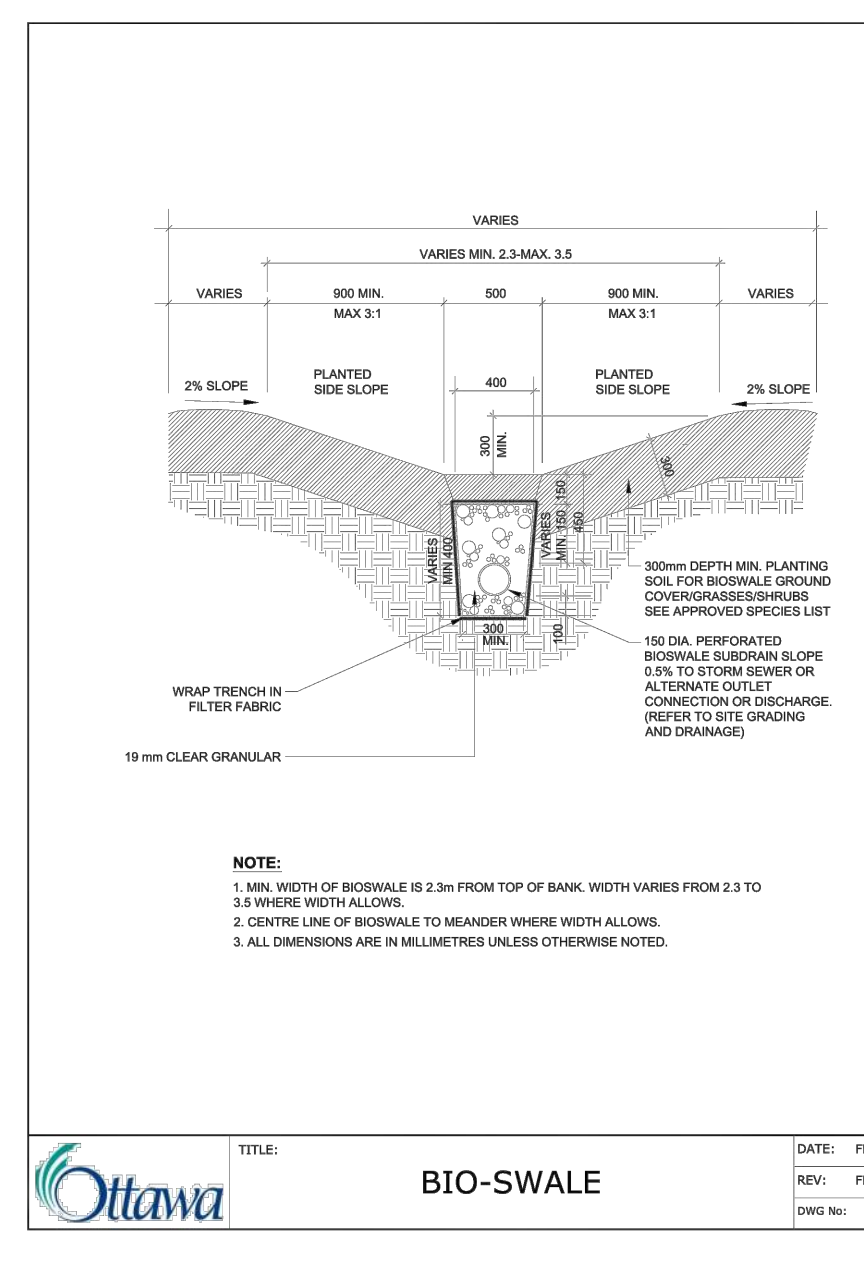 VARIES
VARIES MIN. 2.3-MAX. 3.5
VARIES
900 MIN.
500
900 MIN.
VARIES
MAX 3:1
MAX 3:1
2% SLOPE
PLANTED
SIDE SLOPE
400
PLANTED
SIDE SLOPE
2% SLOPE
300
MIN.
300
150
450
VARIES
MIN. 150
VARIES
MIN 400
300
MIN.
100
300mm DEPTH MIN. PLANTING
SOIL FOR BIOSWALE GROUND
COVER/GRASSES/SHRUBS
SEE APPROVED SPECIES LIST
150 DIA. PERFORATED
BIOSWALE SUBDRAIN SLOPE
0.5% TO STORM SEWER OR
ALTERNATE OUTLET
CONNECTION OR DISCHARGE.
(REFER TO SITE GRADING
AND DRAINAGE)
WRAP TRENCH IN
FILTER FABRIC
19 mm CLEAR GRANULAR
NOTE:
1. MIN. WIDTH OF BIOSWALE IS 2.3m FROM TOP OF BANK. WIDTH VARIES FROM 2.3 TO
3.5 WHERE WIDTH ALLOWS.
2. CENTRE LINE OF BIOSWALE TO MEANDER WHERE WIDTH ALLOWS.
3. ALL DIMENSIONS ARE IN MILLIMETRES UNLESS OTHERWISE NOTED.
Ottawa
TITLE:
BIO-SWALE
DATE:
REV:
DWG No: